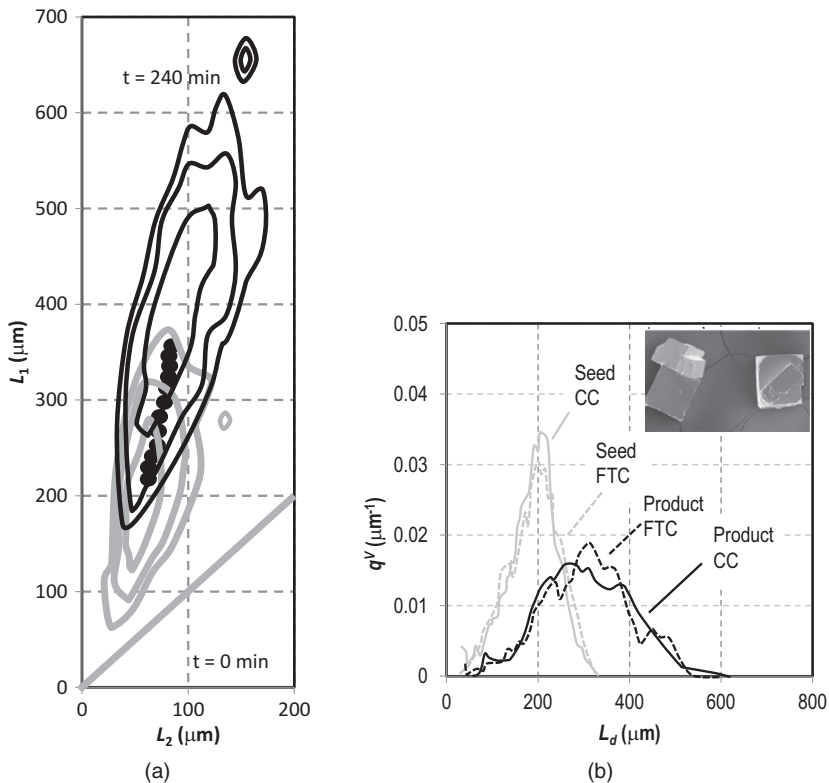 700
600
500
400
300
200
100
0
t = 240 min
t = 0 min
0
100
200
L1 (μm)
L2 (μm)
(a)
0.05
0.04
0.03
0.02
0.01
0
Seed
CC
Seed
FTC
Product
FTC
Product
CC
0
200
400
600
800
qV (μm-1)
Ld (μm)
(b)